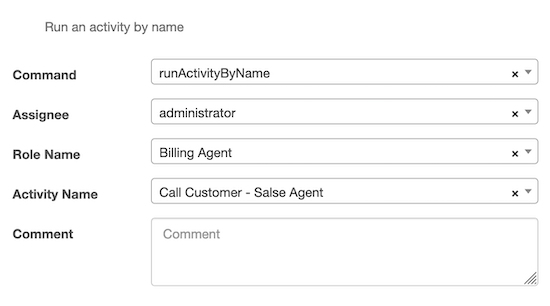 Run an activity by name
Command runActivityByName × ▾
Assignee administrator × ▾
Role Name Billing Agent × ▾
Activity Name Call Customer - Salse Agent × ▾
Comment Comment